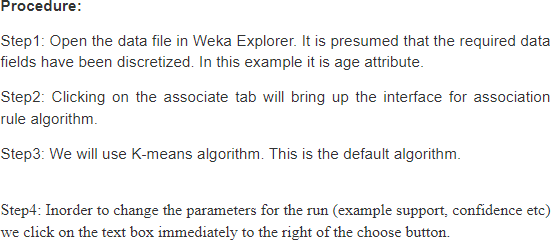 Procedure:
Step1: Open the data file in Weka Explorer. It is presumed that the required data
fields have been discretized. In this example it is age attribute.
Step2: Clicking on the associate tab will bring up the interface for association
rule algorithm.
Step3: We will use K-means algorithm. This is the default algorithm.
Step4: Inorder to change the parameters for the run (example support, confidence etc)
we click on the text box immediately to the right of the choose button.